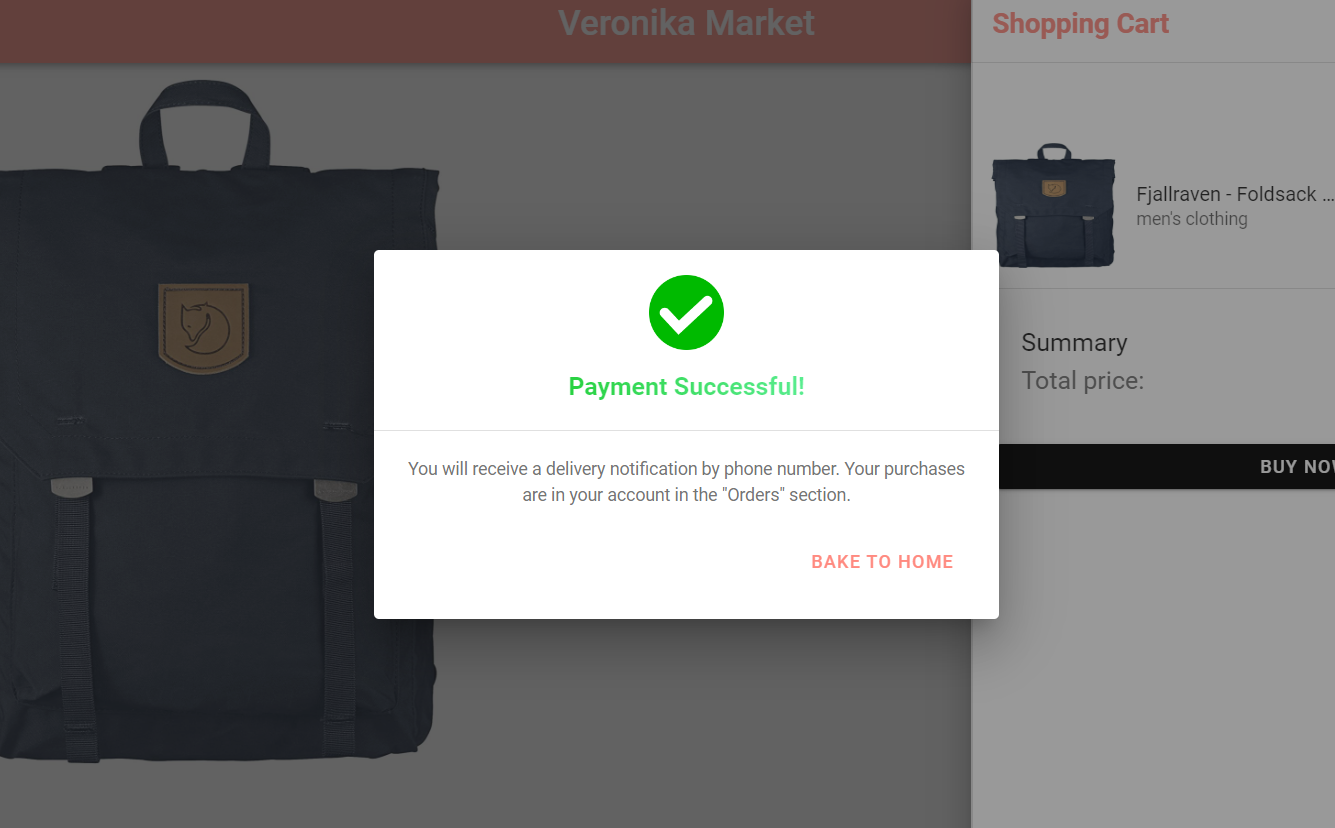 Veronika Market
Shopping Cart
Fjallraven - Foldsack ...
men's clothing
Payment Successful!
Summary
Total price:
You will receive a delivery notification by phone number. Your purchases
are in your account in the "Orders" section.
BUY NOW
BAKE TO HOME